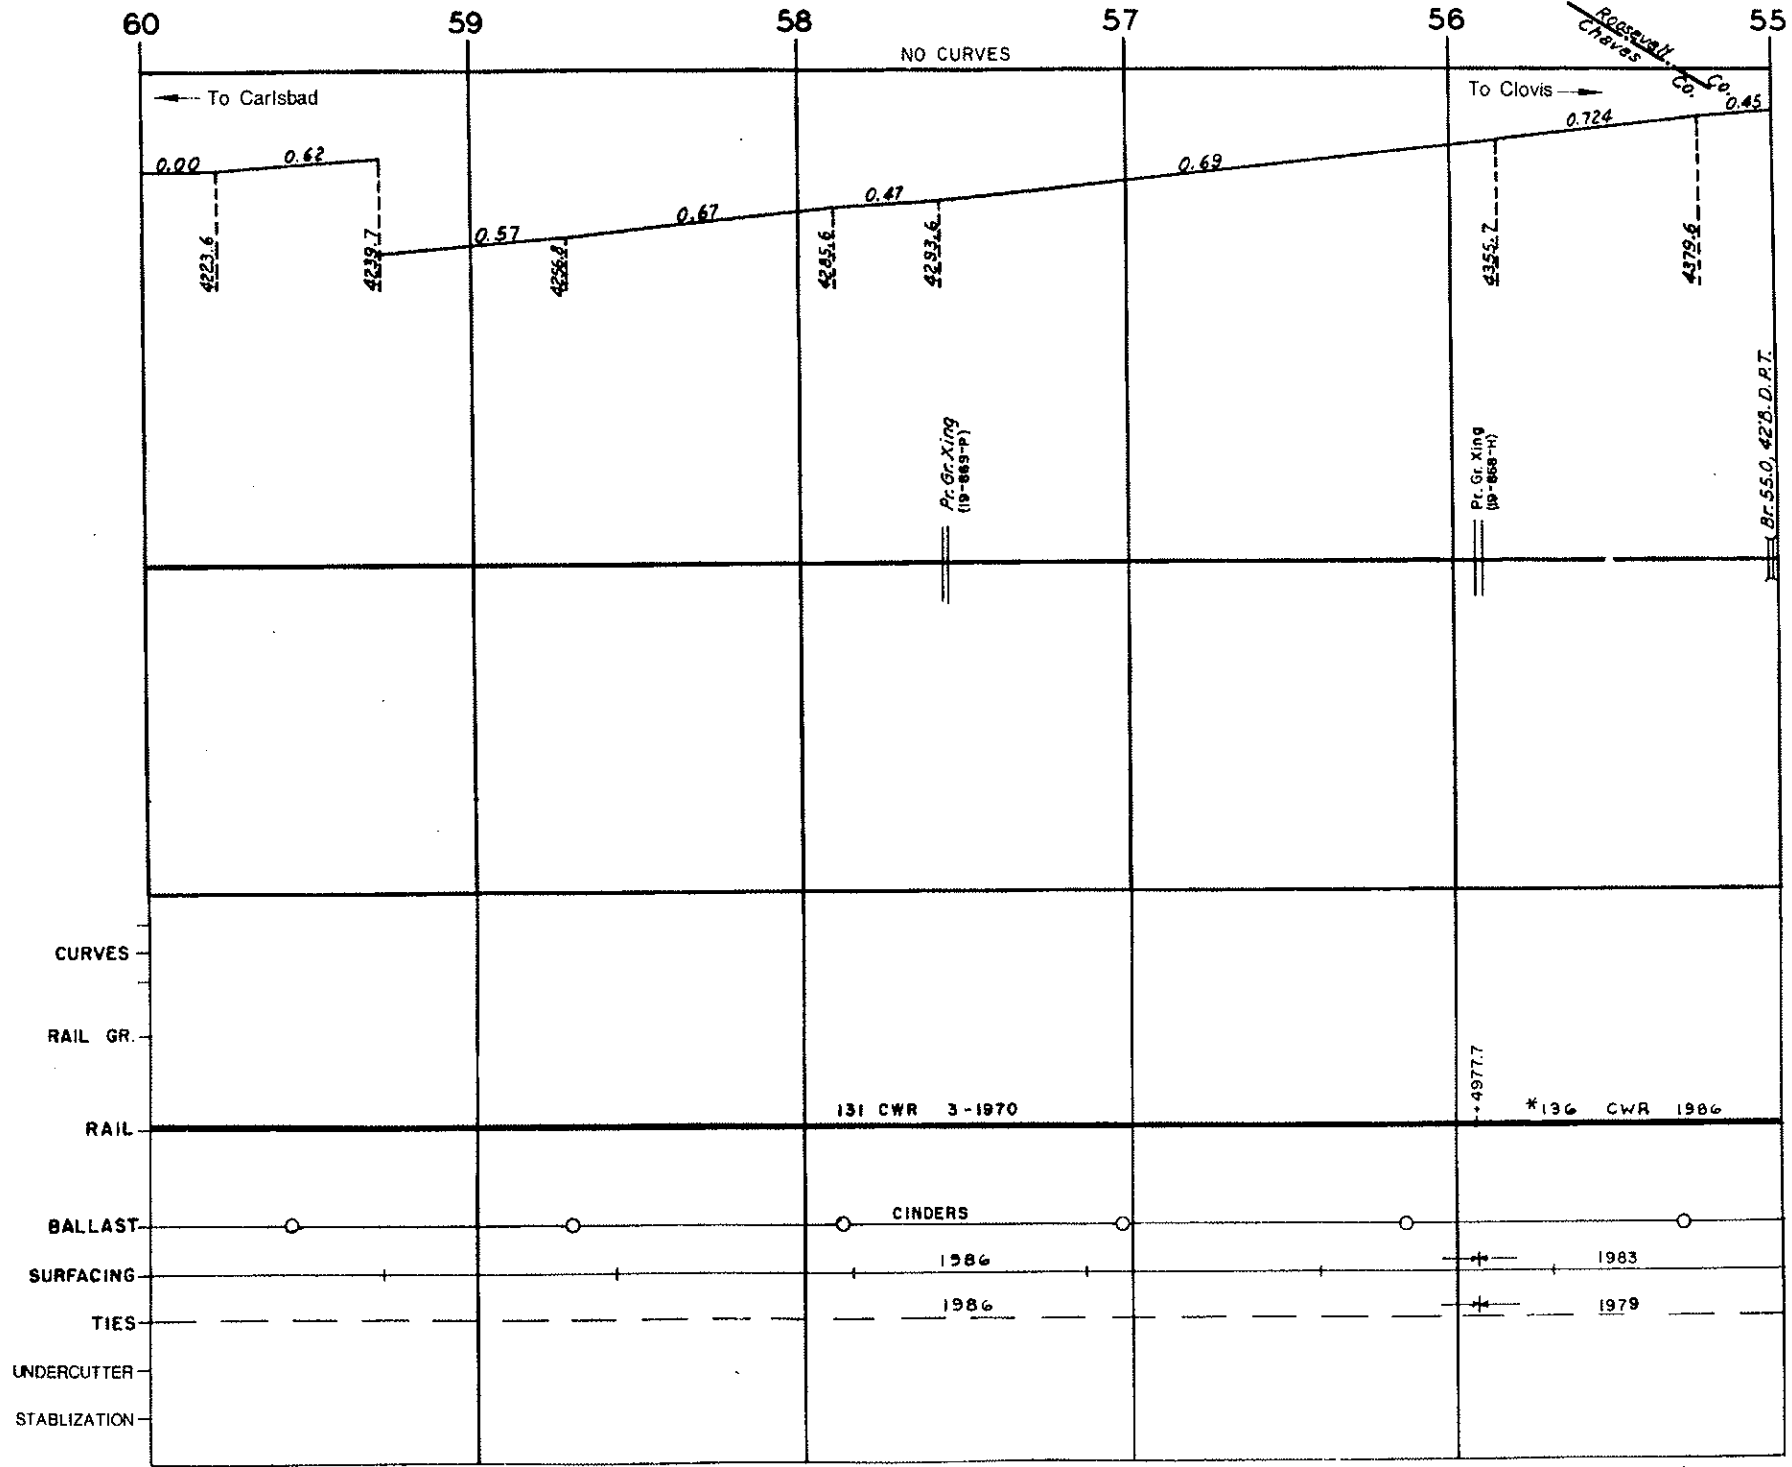 60 59 58 57 56 55
Roosevelt Co.
Chaves Co.
NO CURVES
← To Carlsbad
To Clovis →
0.00 0.62 0.57 0.67 0.47 0.69 0.724 0.45
4223.6 4239.7 4256.8 4285.6 4293.6 4355.7 4379.6
Pr. Gr. Xing
(19-869-P)
Pr. Gr. Xing
(19-868-H)
Br. 55.0, 42' B.D.P.T.
CURVES
RAIL GR.
+4977.7
RAIL 131 CWR 3-1970 *136 CWR 1986
BALLAST CINDERS
SURFACING 1986 1983
TIES 1986 1979
UNDERCUTTER
STABLIZATION